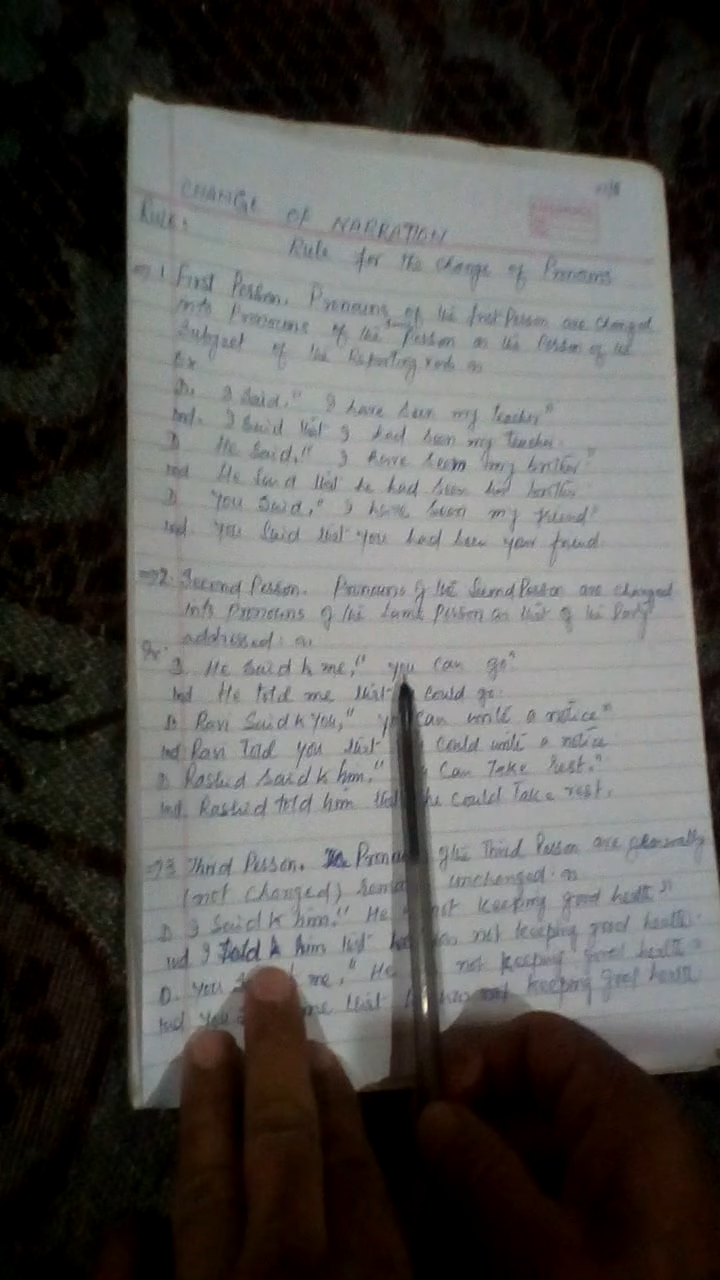 CHANGE OF NARRATION
Rule: Rule for the change of Pronouns
⇒ 1. First Person. Pronouns of the first Person are changed
into Pronouns of the same Person as the Person of the
Subject of the Reporting verb as
Ex
D. I said, " I have seen my teacher"
Ind. I said that I had seen my teacher.
D He said, " I have seen my brother"
Ind He said that he had seen his brother
D You said, " I have seen my friend"
Ind. You said that you had seen your friend
⇒ 2. Second Person. Pronouns of the Second Person are changed
into Pronouns of the same Person as that of the Party
addressed: as
Ex.
D. He said to me, " you can go"
Ind He told me that could go.
D. Ravi said to you, " can write a notice"
Ind Ravi told you that could write a notice
D. Rashid said to him, " Can Take rest."
Ind. Rashid told him that he could Take rest.
⇒ 3 Third Person. of the Third Person are generally
(not changed) unchanged. as
D I said to him. " He not keeping good health"
Ind I told him that not keeping good health.
D. You me, " He not keeping good health"
Ind You me that not keeping good health